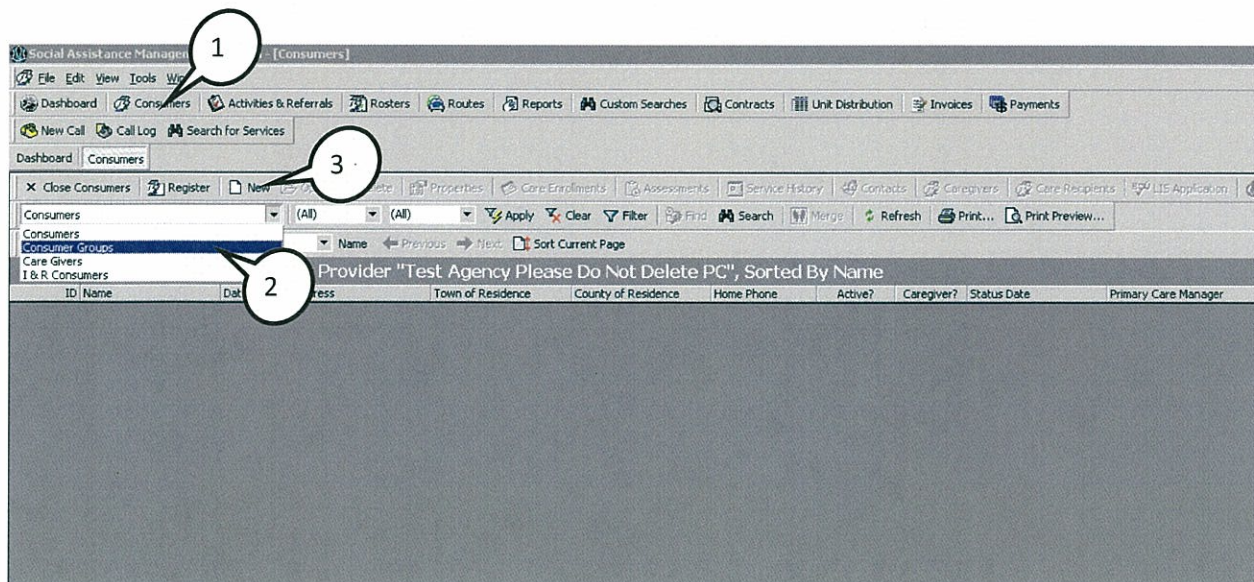 Social Assistance Manage - [Consumers]
File Edit View Tools
Dashboard Consumers Activities & Referrals Rosters Routes Reports Custom Searches Contracts Unit Distribution Invoices Payments
New Call Call Log Search for Services
Dashboard Consumers
Close Consumers Register New Properties Care Enrollments Assessments Service History Contacts Caregivers Care Recipients LIS Application
Consumers (All) (All) Apply Clear Filter Find Search Merge Refresh Print... Print Preview...
Consumers
Consumer Groups Name Previous Next Sort Current Page
Care Givers
I & R Consumers Provider "Test Agency Please Do Not Delete PC", Sorted By Name
ID Name Town of Residence County of Residence Home Phone Active? Caregiver? Status Date Primary Care Manager
1
2
3